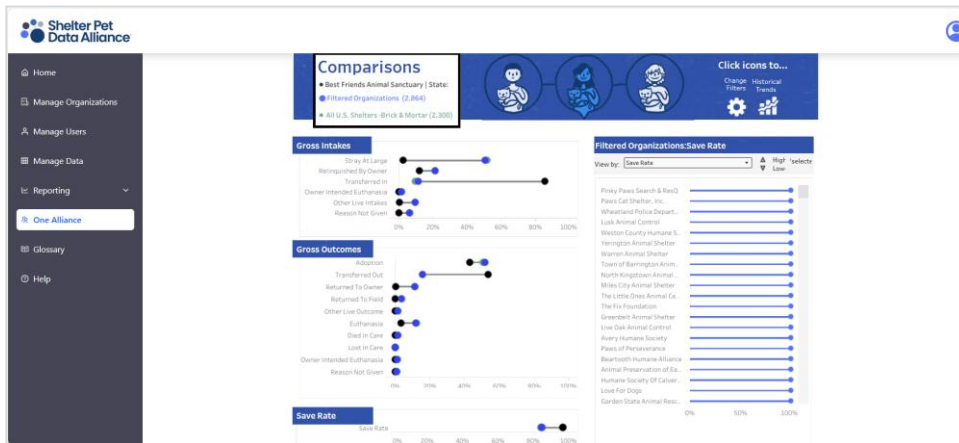 Shelter Pet
Data Alliance
Home
Manage Organizations
Manage Users
Manage Data
Reporting
One Alliance
Glossary
Help
Comparisons
Best Friends Animal Sanctuary | State:
Filtered Organizations (2,864)
All U.S. Shelters -Brick & Mortar (2,300)
Click icons to...
Change Historical
Filters Trends
Gross Intakes
Stray At Large
Relinquished By Owner
Transferred In
Owner Intended Euthanasia
Other Live Intakes
Reason Not Given
0% 20% 40% 60% 80% 100%
Gross Outcomes
Adoption
Transferred Out
Returned To Owner
Returned To Field
Other Live Outcome
Euthanasia
Died In Care
Lost In Care
Owner Intended Euthanasia
Reason Not Given
0% 20% 40% 60% 80% 100%
Save Rate
Save Rate
0% 20% 40% 60% 80% 100%
Filtered Organizations:Save Rate
View by: Save Rate High 'selecte
Low
Pinky Paws Search & ResQ
Paws Cat Shelter, Inc.
Wheatland Police Depart..
Lusk Animal Control
Weston County Humane S..
Yerington Animal Shelter
Warren Animal Shelter
Town of Barrington Anim..
North Kingstown Animal ..
Miles City Animal Shelter
The Little Ones Animal Ce..
The Fix Foundation
Greenbelt Animal Shelter
Live Oak Animal Control
Avery Humane Society
Paws of Perseverance
Beartooth Humane Alliance
Animal Preservation of Ea..
Humane Society Of Calver..
Love For Dogs
Garden State Animal Resc..
0% 50% 100%